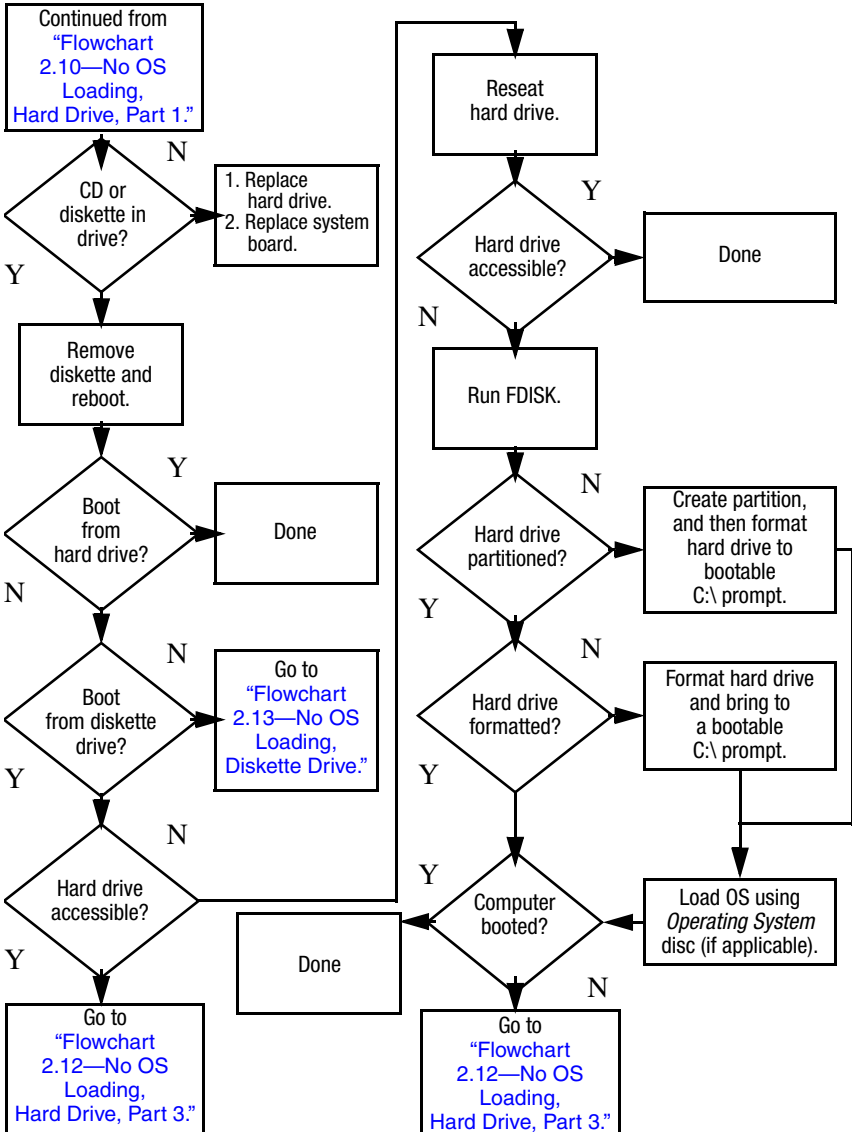 Continued from
“Flowchart
2.10—No OS
Loading,
Hard Drive, Part 1.”
N
CD or
diskette in
drive?
1. Replace
hard drive.
2. Replace system
board.
Y
Remove
diskette and
reboot.
Y
Boot
from
hard drive?
Done
N
N
Boot
from diskette
drive?
Go to
“Flowchart
2.13—No OS
Loading,
Diskette Drive.”
Y
N
Hard drive
accessible?
Y
Go to
“Flowchart
2.12—No OS
Loading,
Hard Drive, Part 3.”
Reseat
hard drive.
Y
Hard drive
accessible?
Done
N
Run FDISK.
N
Hard drive
partitioned?
Create partition,
and then format
hard drive to
bootable
C:\ prompt.
Y
N
Hard drive
formatted?
Format hard drive
and bring to
a bootable
C:\ prompt.
Y
Y
Computer
booted?
Load OS using
Operating System
disc (if applicable).
Done
N
Go to
“Flowchart
2.12—No OS
Loading,
Hard Drive, Part 3.”